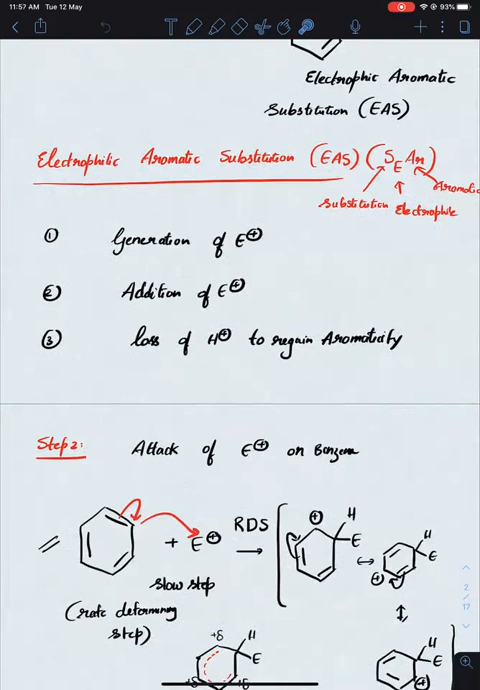 11:57 AM Tue 12 May
93%
Electrophic Aromatic
Substitution (EAS)
Electrophilic Aromatic Substitution (EAS) (SEAr)
Substitution Electrophile Aromatic
① Generation of E⊕
② Addition of E⊕
③ loss of H⊕ to regain Aromaticity
Step 2: Attack of E⊕ on Benzene
+ E⊕ RDS
⊕ H E
⊕ H E
slow step
(rate determining
step)
+δ H E
+δ +δ
H E
⊕
2 / 17